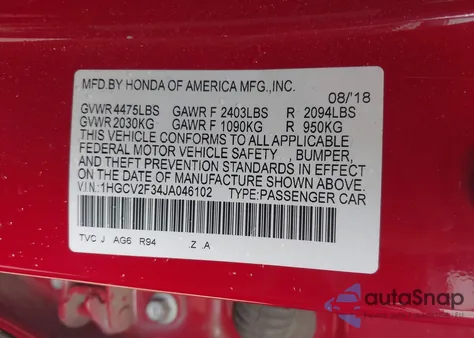 MFD.BY HONDA OF AMERICA MFG.,INC. 08/'18
GVWR 4475LBS GAWR F 2403LBS R 2094LBS
GVWR 2030KG GAWR F 1090KG R 950KG
THIS VEHICLE CONFORMS TO ALL APPLICABLE
FEDERAL MOTOR VEHICLE SAFETY , BUMPER,
AND THEFT PREVENTION STANDARDS IN EFFECT
ON THE DATE OF MANUFACTURE SHOWN ABOVE.
V.I.N.:1HGCV2F34JA046102 TYPE:PASSENGER CAR
TVC J AG6 R94 .Z .A
autaSnap